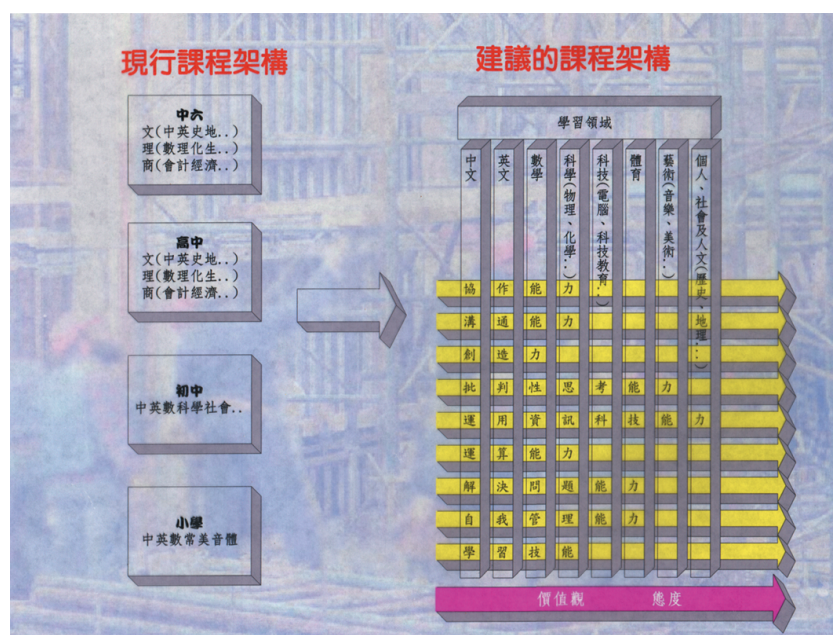 現行課程架構
中六
文(中英史地..)
理(數理化生..)
商(會計經濟..)
高中
文(中英史地..)
理(數理化生..)
商(會計經濟..)
初中
中英數科學社會..
小學
中英數常美音體
建議的課程架構
學習領域
中文
英文
數學
科學(物理、化學...)
科技(電腦、科技教育...)
體育
藝術(音樂、美術...)
個人、社會及人文(歷史、地理...)
協作能力
溝通能力
創造力
批判性思考能力
運用資訊科技能力
運算能力
解決問題能力
自我管理能力
學習技能
價值觀 態度